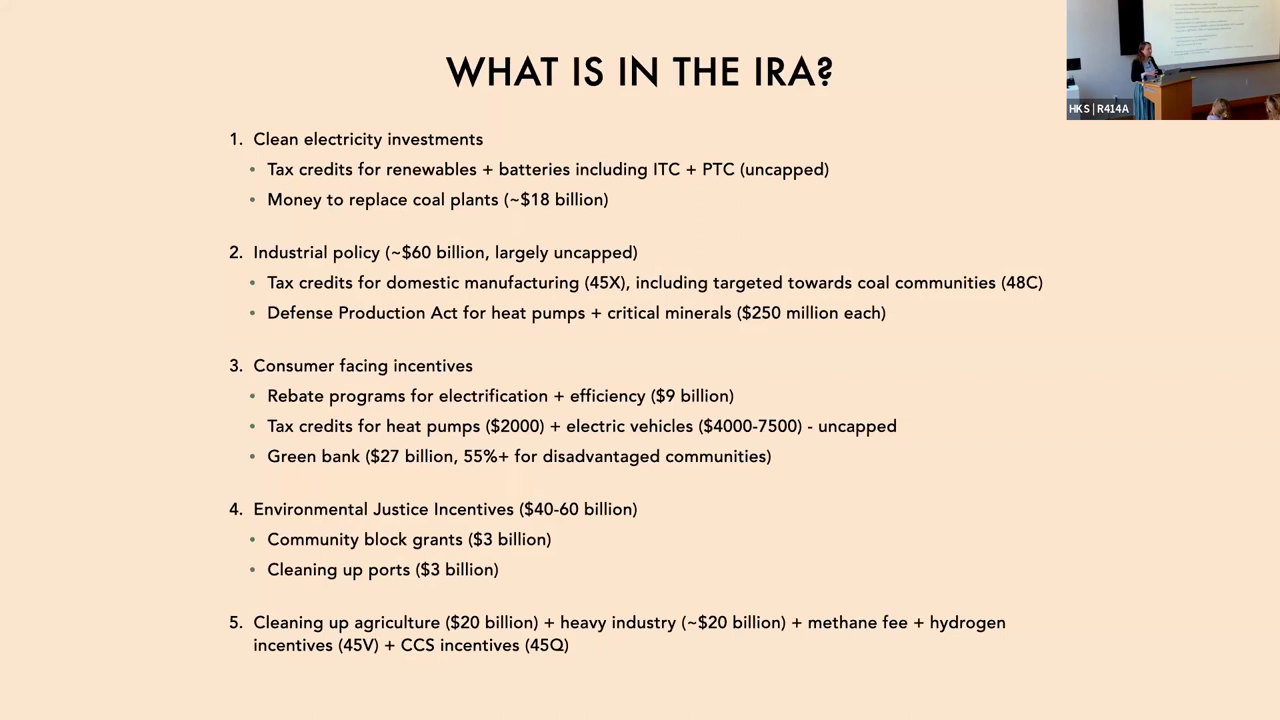 WHAT IS IN THE IRA?
HKS | R414A
1. Clean electricity investments
• Tax credits for renewables + batteries including ITC + PTC (uncapped)
• Money to replace coal plants (~$18 billion)
2. Industrial policy (~$60 billion, largely uncapped)
• Tax credits for domestic manufacturing (45X), including targeted towards coal communities (48C)
• Defense Production Act for heat pumps + critical minerals ($250 million each)
3. Consumer facing incentives
• Rebate programs for electrification + efficiency ($9 billion)
• Tax credits for heat pumps ($2000) + electric vehicles ($4000-7500) - uncapped
• Green bank ($27 billion, 55%+ for disadvantaged communities)
4. Environmental Justice Incentives ($40-60 billion)
• Community block grants ($3 billion)
• Cleaning up ports ($3 billion)
5. Cleaning up agriculture ($20 billion) + heavy industry (~$20 billion) + methane fee + hydrogen
incentives (45V) + CCS incentives (45Q)